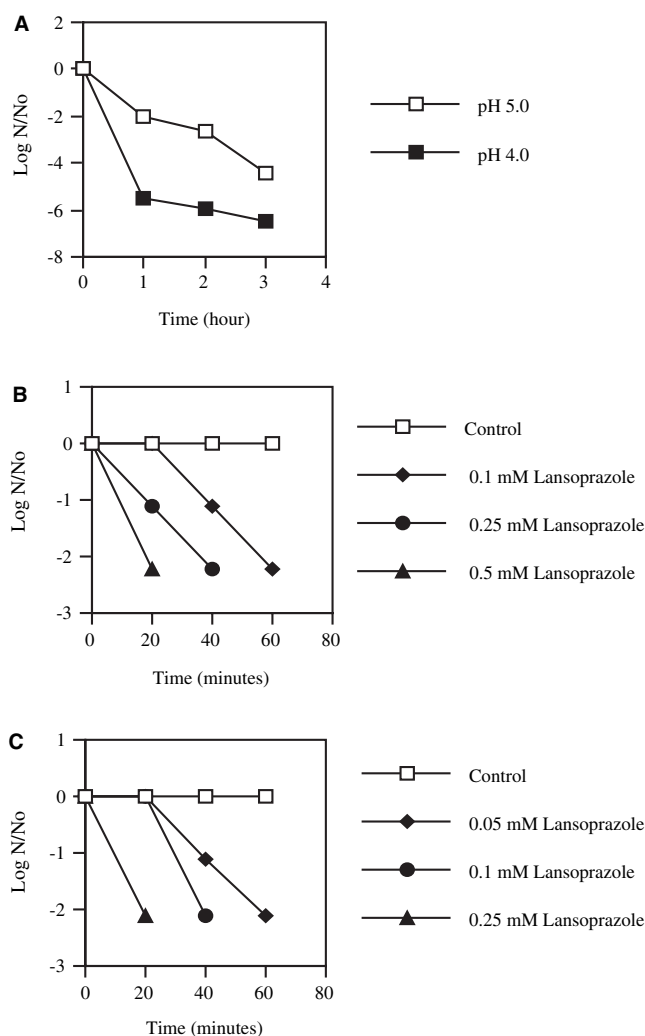 A
Log N/No
2
0
-2
-4
-6
-8
0 1 2 3 4
Time (hour)
pH 5.0
pH 4.0
B
Log N/No
1
0
-1
-2
-3
0 20 40 60 80
Time (minutes)
Control
0.1 mM Lansoprazole
0.25 mM Lansoprazole
0.5 mM Lansoprazole
C
Log N/No
1
0
-1
-2
-3
0 20 40 60 80
Time (minutes)
Control
0.05 mM Lansoprazole
0.1 mM Lansoprazole
0.25 mM Lansoprazole